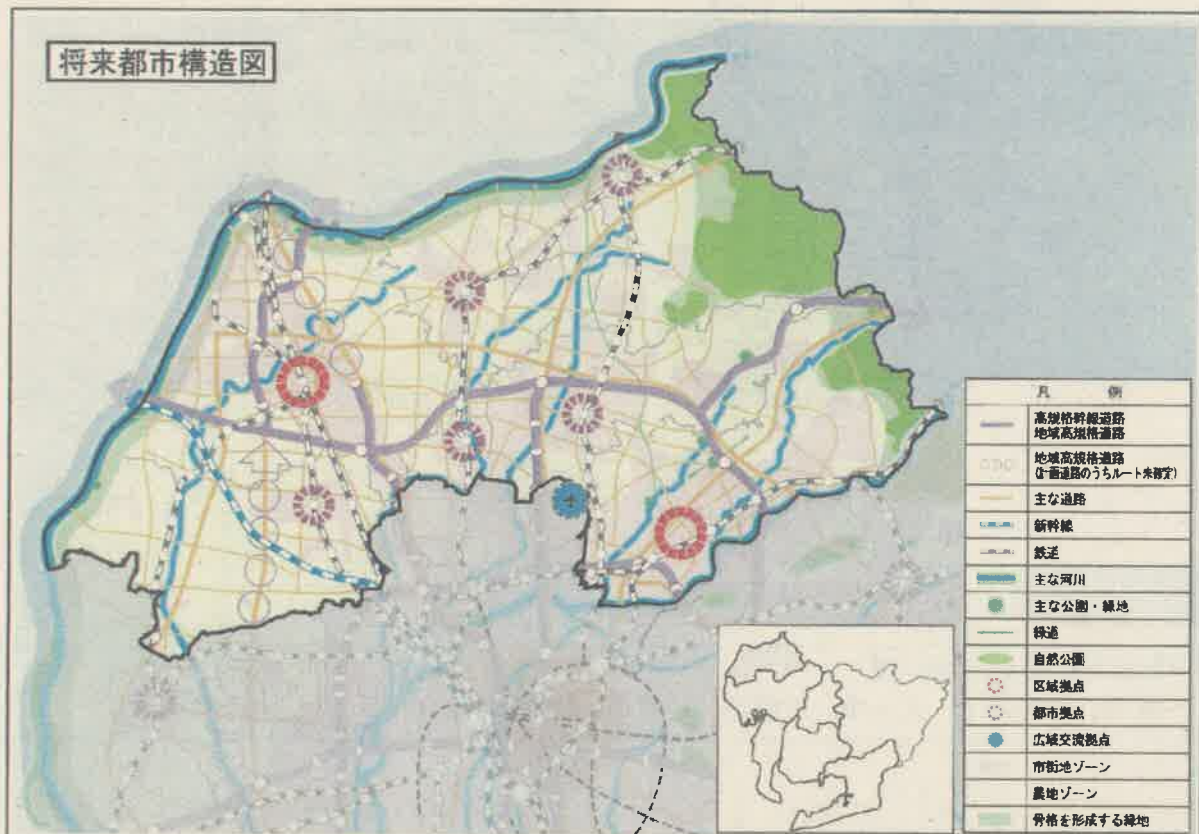 将来都市構造図
凡 例
高規格幹線道路
地域高規格道路
地域高規格道路
(計画道路のうちルート未確定)
主な道路
新幹線
鉄道
主な河川
主な公園・緑地
緑道
自然公園
区域拠点
都市拠点
広域交流拠点
市街地ゾーン
農地ゾーン
骨格を形成する緑地